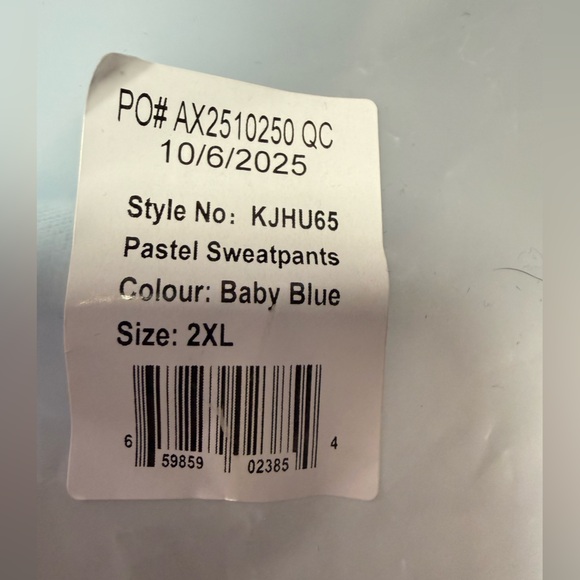 PO# AX2510250 QC
10/6/2025
Style No: KJHU65
Pastel Sweatpants
Colour: Baby Blue
Size: 2XL
6 59859 02385 4